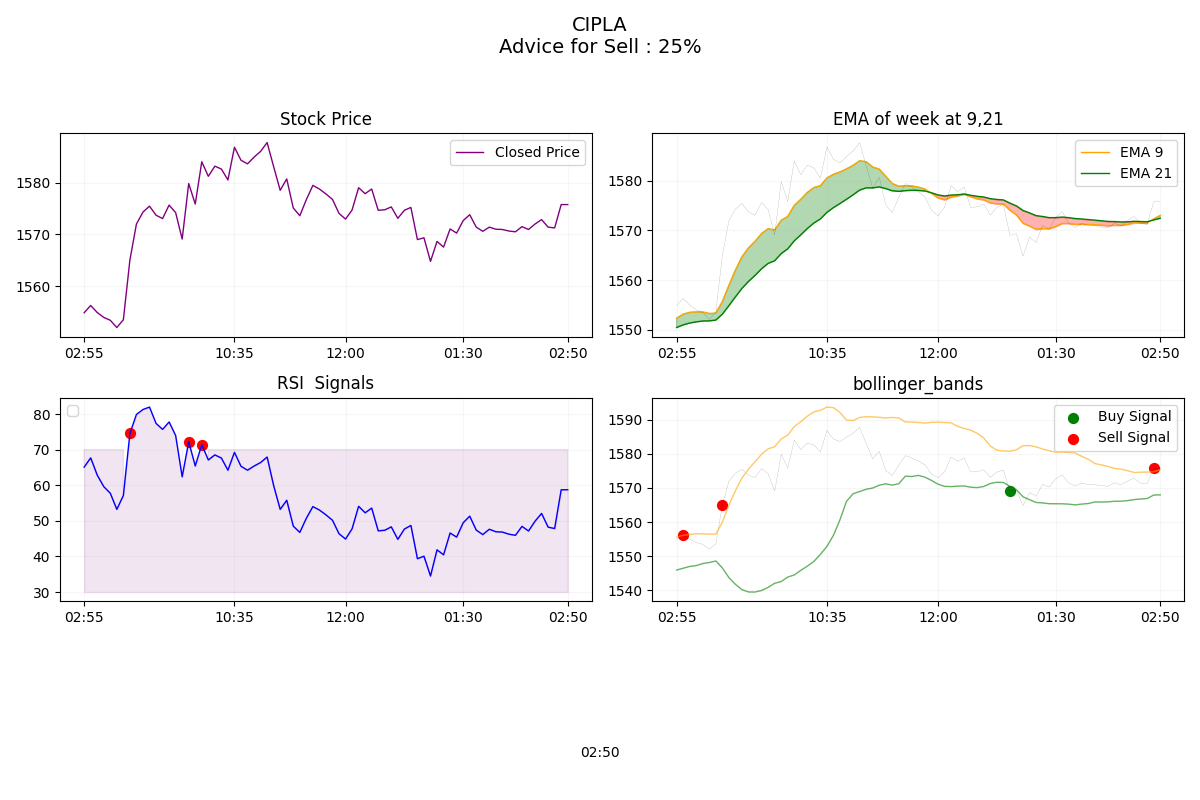 CIPLA
Advice for Sell : 25%
Stock Price
Closed Price
1580
1570
1560
02:55 10:35 12:00 01:30 02:50
EMA of week at 9,21
EMA 9
EMA 21
1580
1570
1560
1550
02:55 10:35 12:00 01:30 02:50
RSI  Signals
80
70
60
50
40
30
02:55 10:35 12:00 01:30 02:50
bollinger_bands
Buy Signal
Sell Signal
1590
1580
1570
1560
1550
1540
02:55 10:35 12:00 01:30 02:50
02:50